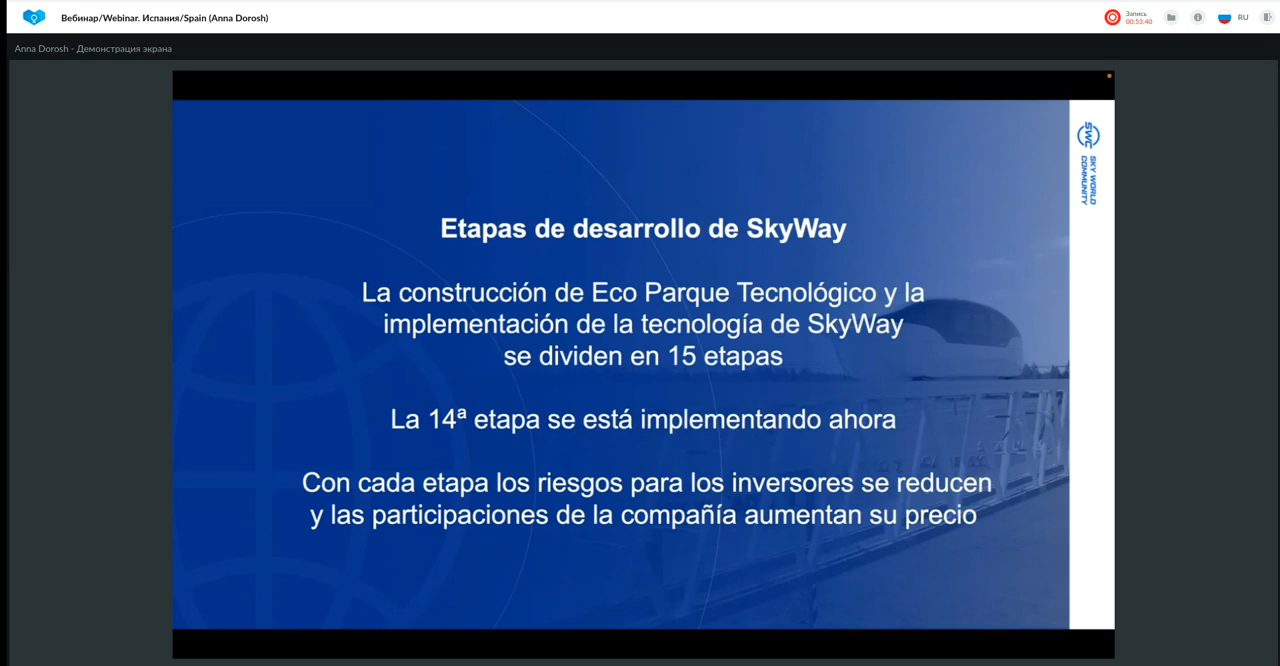 Вебинар/Webinar. Испания/Spain (Anna Dorosh)
Запись
00:53:40
RU
Anna Dorosh - Демонстрация экрана
SWC
SKY WORLD
COMMUNITY
Etapas de desarrollo de SkyWay
La construcción de Eco Parque Tecnológico y la
implementación de la tecnología de SkyWay
se dividen en 15 etapas
La 14ª etapa se está implementando ahora
Con cada etapa los riesgos para los inversores se reducen
y las participaciones de la compañía aumentan su precio